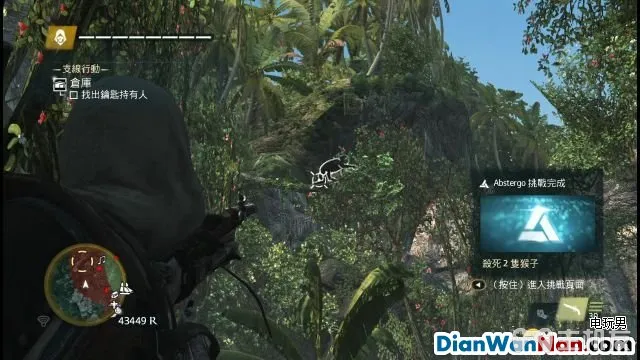 支線行動
倉庫
找出鑰匙持有人
Abstergo 挑戰完成
殺死 2 隻猴子
（按住）進入挑戰頁面
38
43449 R
电玩男
DianWanNan.com